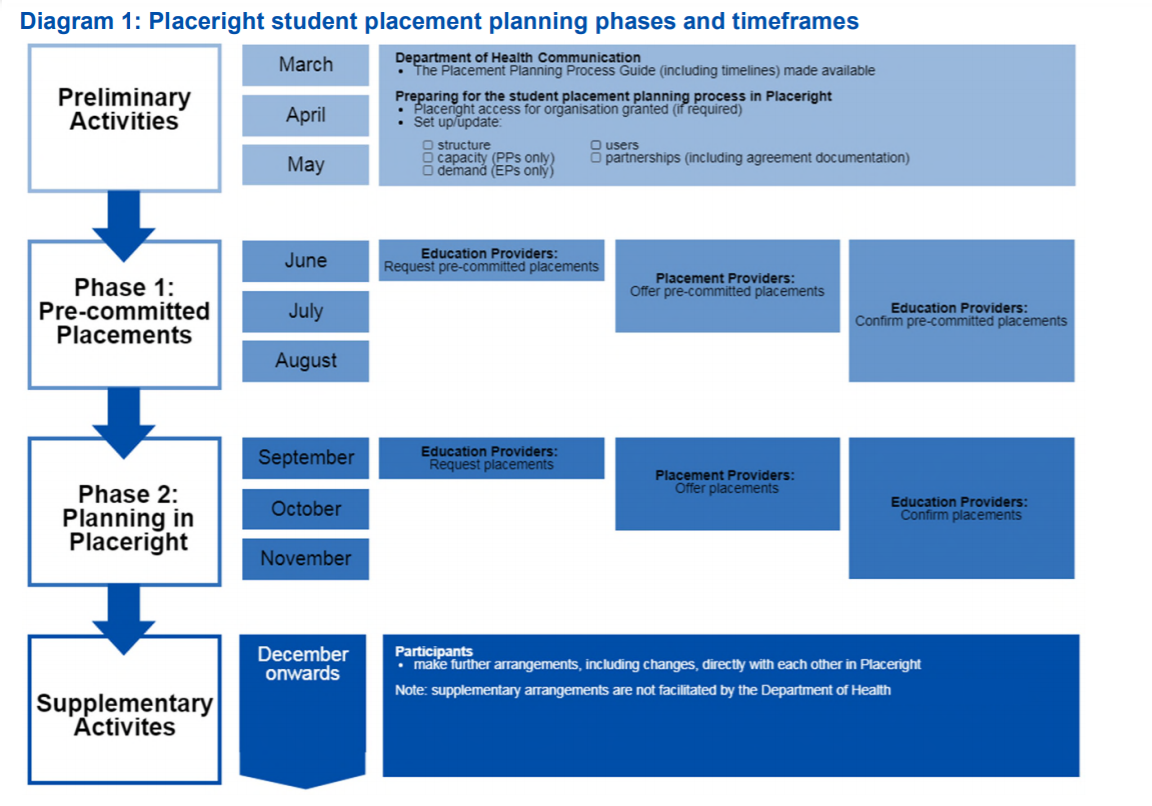 Diagram 1: Placeright student placement planning phases and timeframes
Preliminary
Activities
March
April
May
Department of Health Communication
• The Placement Planning Process Guide (including timelines) made available
Preparing for the student placement planning process in Placeright
• Placeright access for organisation granted (if required)
• Set up/update:
☐ structure
☐ capacity (PPs only)
☐ demand (EPs only)
☐ users
☐ partnerships (including agreement documentation)
Phase 1:
Pre-committed
Placements
June
July
August
Education Providers:
Request pre-committed placements
Placement Providers:
Offer pre-committed placements
Education Providers:
Confirm pre-committed placements
Phase 2:
Planning in
Placeright
September
October
November
Education Providers:
Request placements
Placement Providers:
Offer placements
Education Providers:
Confirm placements
Supplementary
Activites
December
onwards
Participants
• make further arrangements, including changes, directly with each other in Placeright
Note: supplementary arrangements are not facilitated by the Department of Health